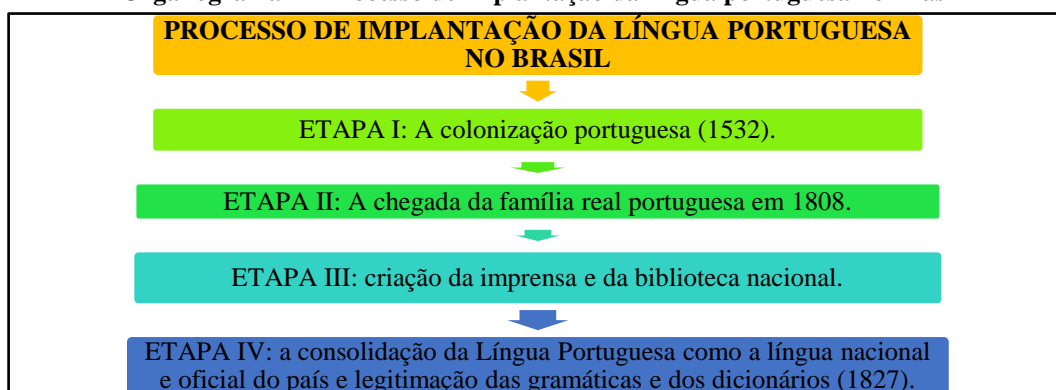 PROCESSO DE IMPLANTAÇÃO DA LÍNGUA PORTUGUESA
NO BRASIL
ETAPA I: A colonização portuguesa (1532).
ETAPA II: A chegada da família real portuguesa em 1808.
ETAPA III: criação da imprensa e da biblioteca nacional.
ETAPA IV: a consolidação da Língua Portuguesa como a língua nacional
e oficial do país e legitimação das gramáticas e dos dicionários (1827).